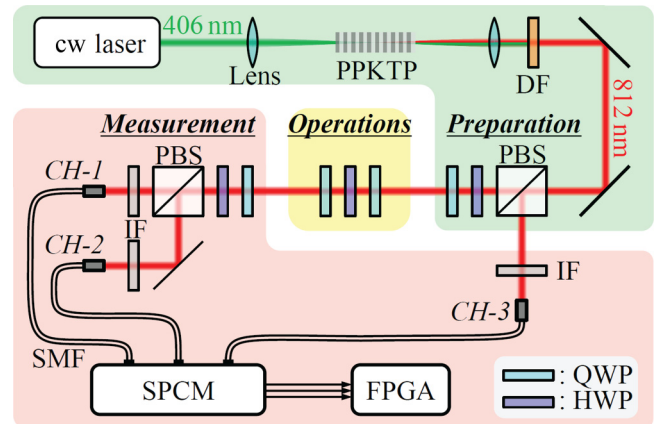 406 nm
cw laser
Lens
PPKTP
DF
812 nm
Measurement
Operations
Preparation
PBS
PBS
CH-1
IF
CH-2
IF
CH-3
SMF
SPCM
FPGA
: QWP
: HWP